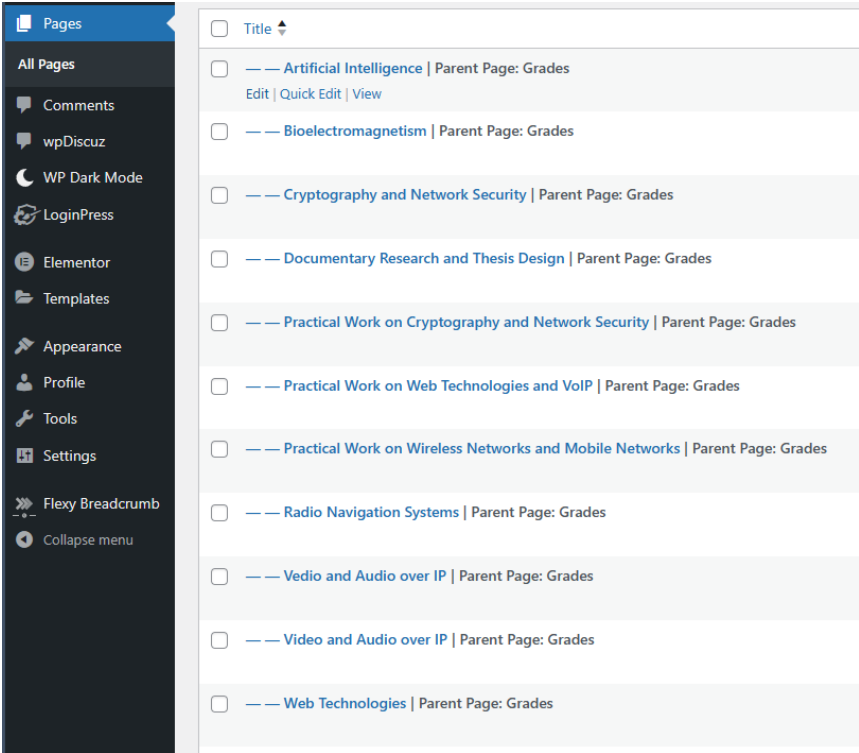 Pages
All Pages
Comments
wpDiscuz
WP Dark Mode
LoginPress
Elementor
Templates
Appearance
Profile
Tools
Settings
Flexy Breadcrumb
Collapse menu
Title
— — Artificial Intelligence | Parent Page: Grades
Edit | Quick Edit | View
— — Bioelectromagnetism | Parent Page: Grades
— — Cryptography and Network Security | Parent Page: Grades
— — Documentary Research and Thesis Design | Parent Page: Grades
— — Practical Work on Cryptography and Network Security | Parent Page: Grades
— — Practical Work on Web Technologies and VoIP | Parent Page: Grades
— — Practical Work on Wireless Networks and Mobile Networks | Parent Page: Grades
— — Radio Navigation Systems | Parent Page: Grades
— — Vedio and Audio over IP | Parent Page: Grades
— — Video and Audio over IP | Parent Page: Grades
— — Web Technologies | Parent Page: Grades